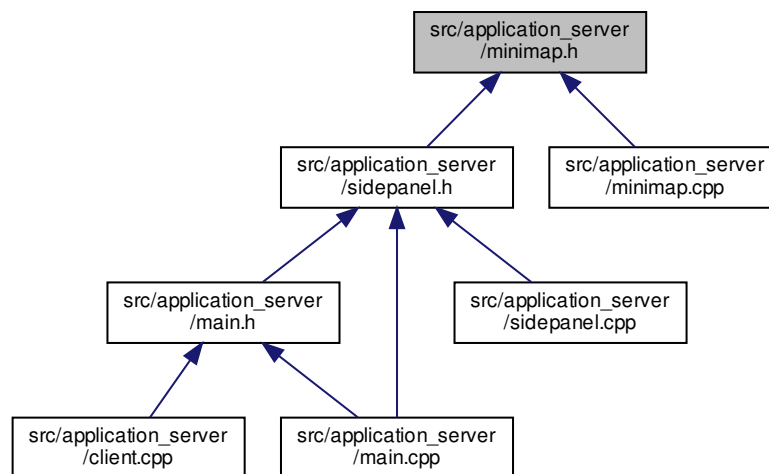 src/application_server
/minimap.h
src/application_server
/sidepanel.h
src/application_server
/minimap.cpp
src/application_server
/main.h
src/application_server
/sidepanel.cpp
src/application_server
/client.cpp
src/application_server
/main.cpp